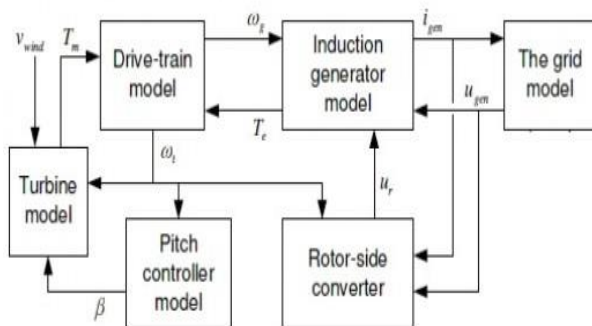 v_wind
T_m
Drive-train
model
ω_g
Induction
generator
model
i_gen
The grid
model
u_gen
T_e
ω_t
u_r
Turbine
model
Pitch
controller
model
Rotor-side
converter
β